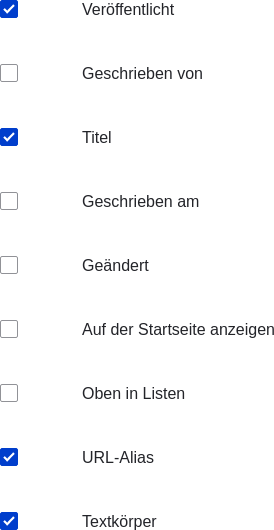 Veröffentlicht
Geschrieben von
Titel
Geschrieben am
Geändert
Auf der Startseite anzeigen
Oben in Listen
URL-Alias
Textkörper